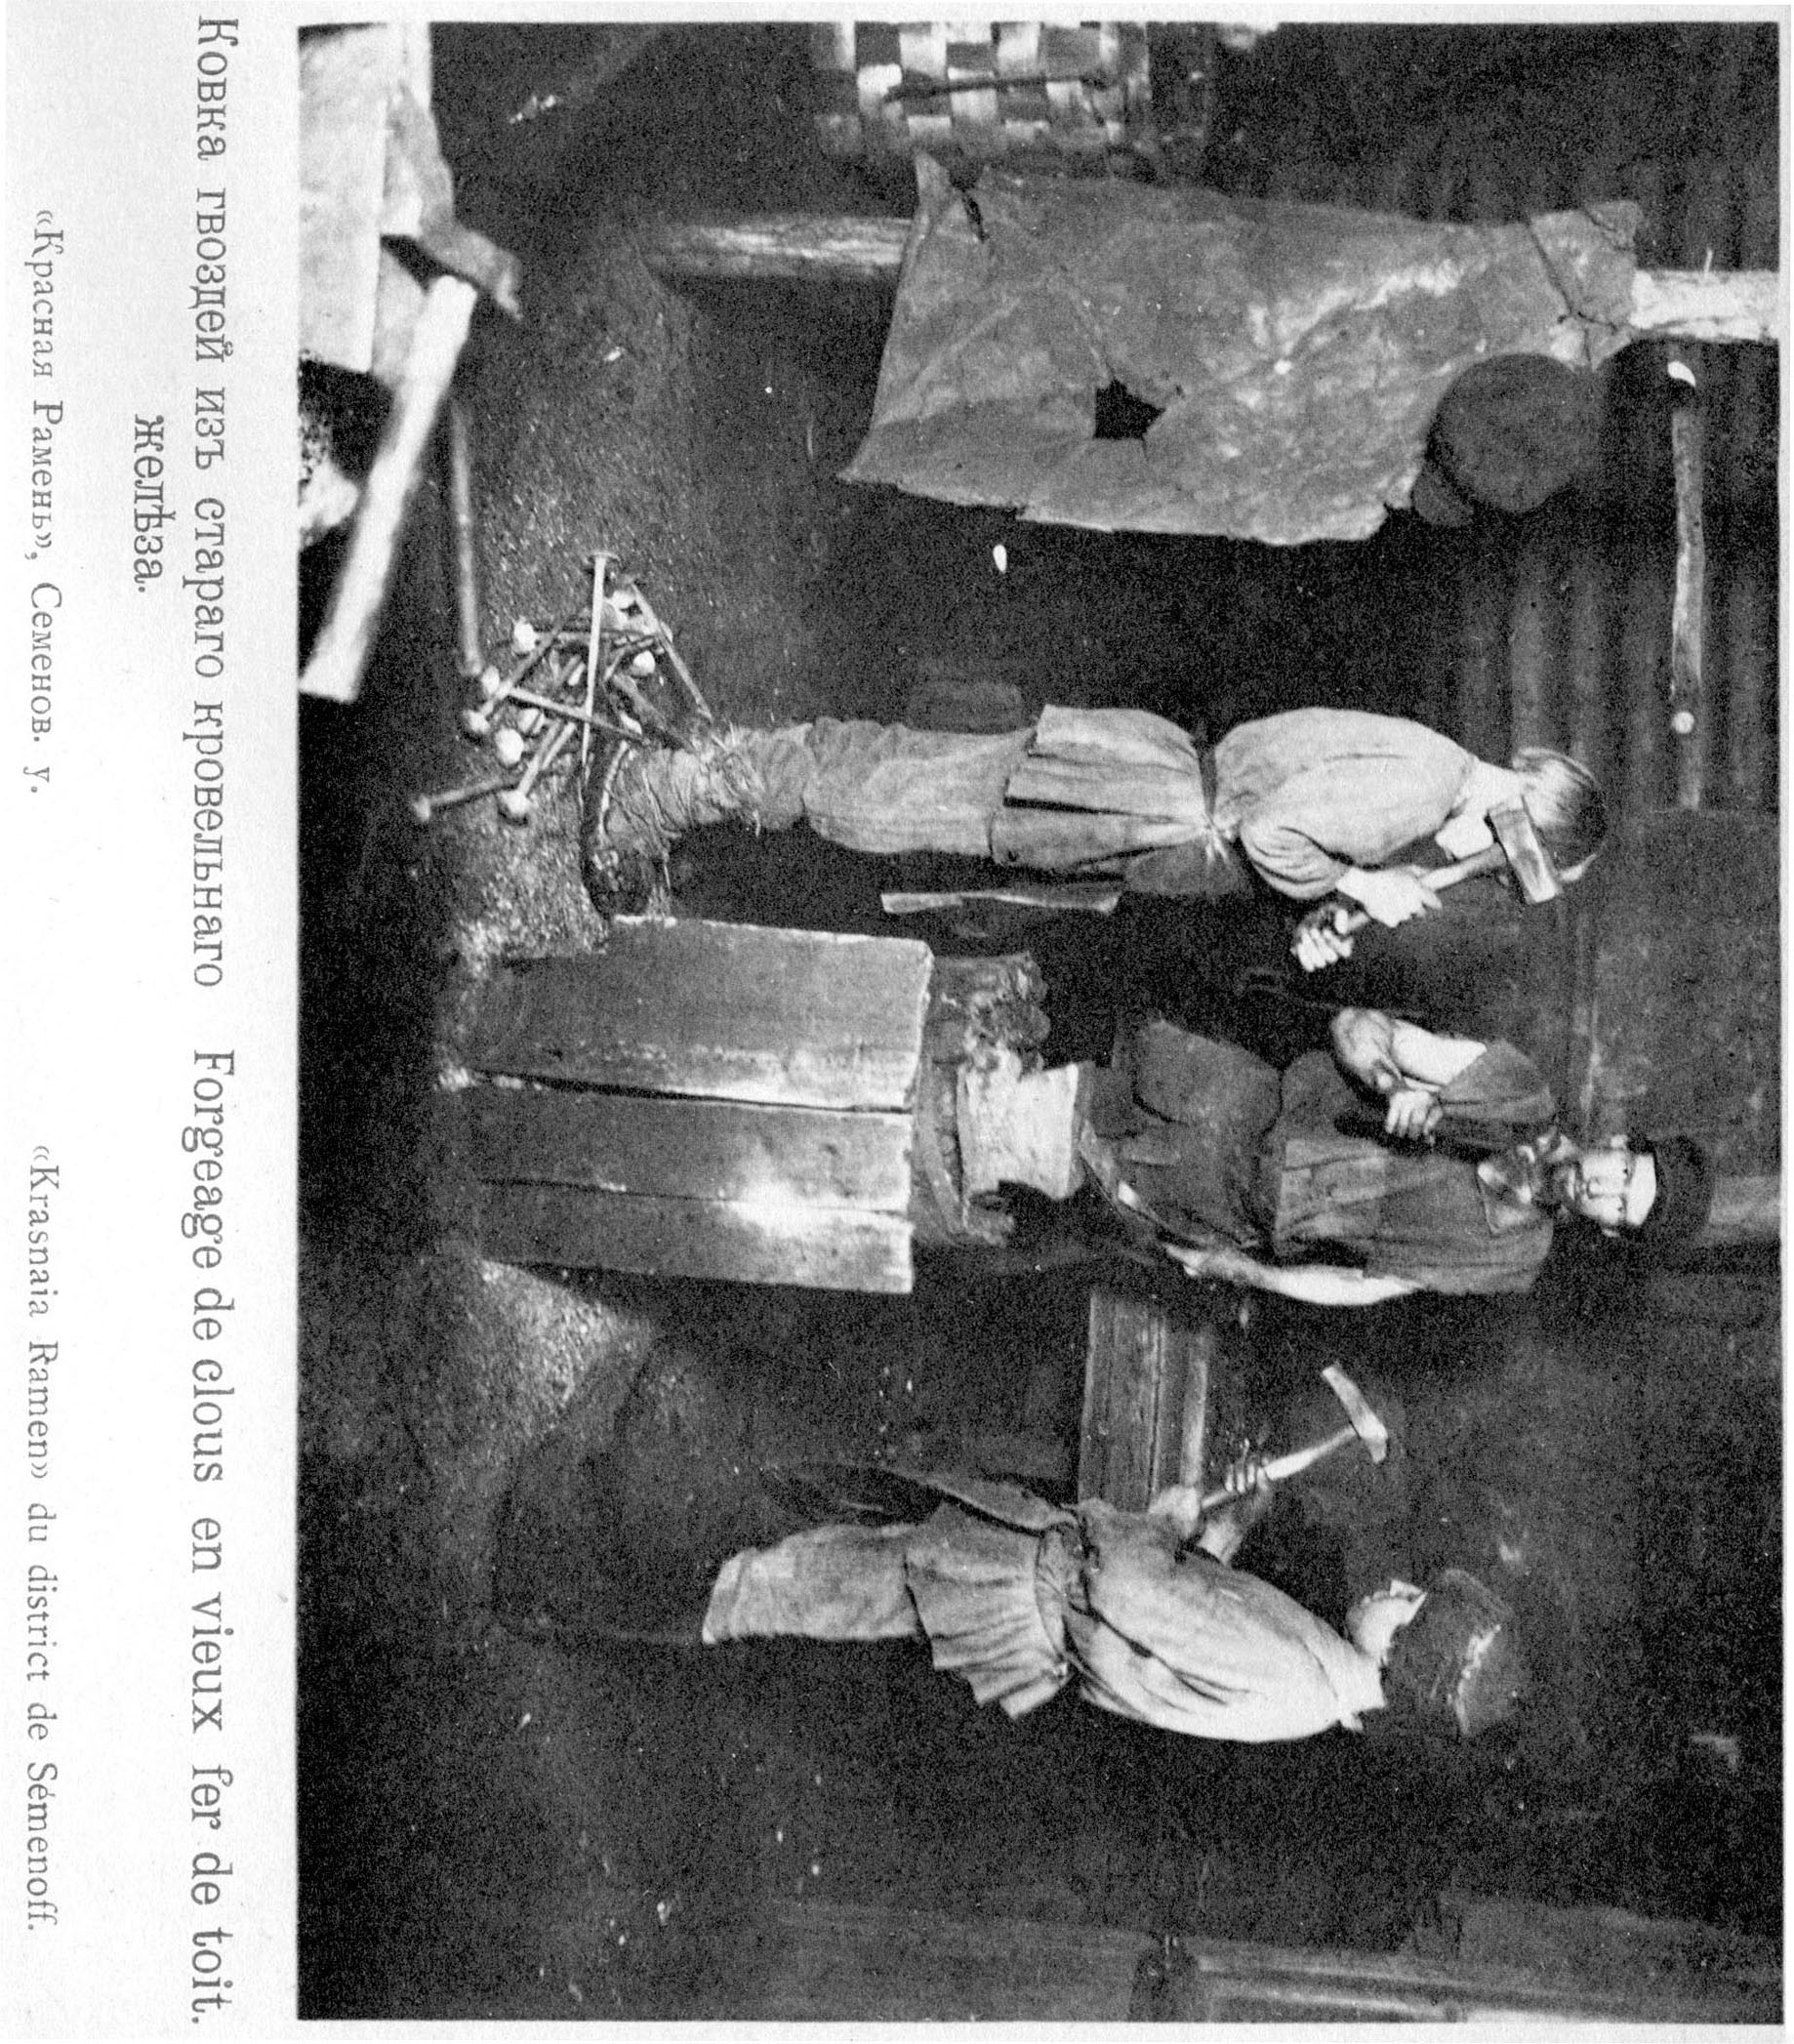 Ковка гвоздей изъ стараго кровельнаго
желѣза.
«Красная Рамень», Семенов. у.
Forgeage de clous en vieux fer de toit.
«Krasnaia Ramen» du district de Sémenoff.